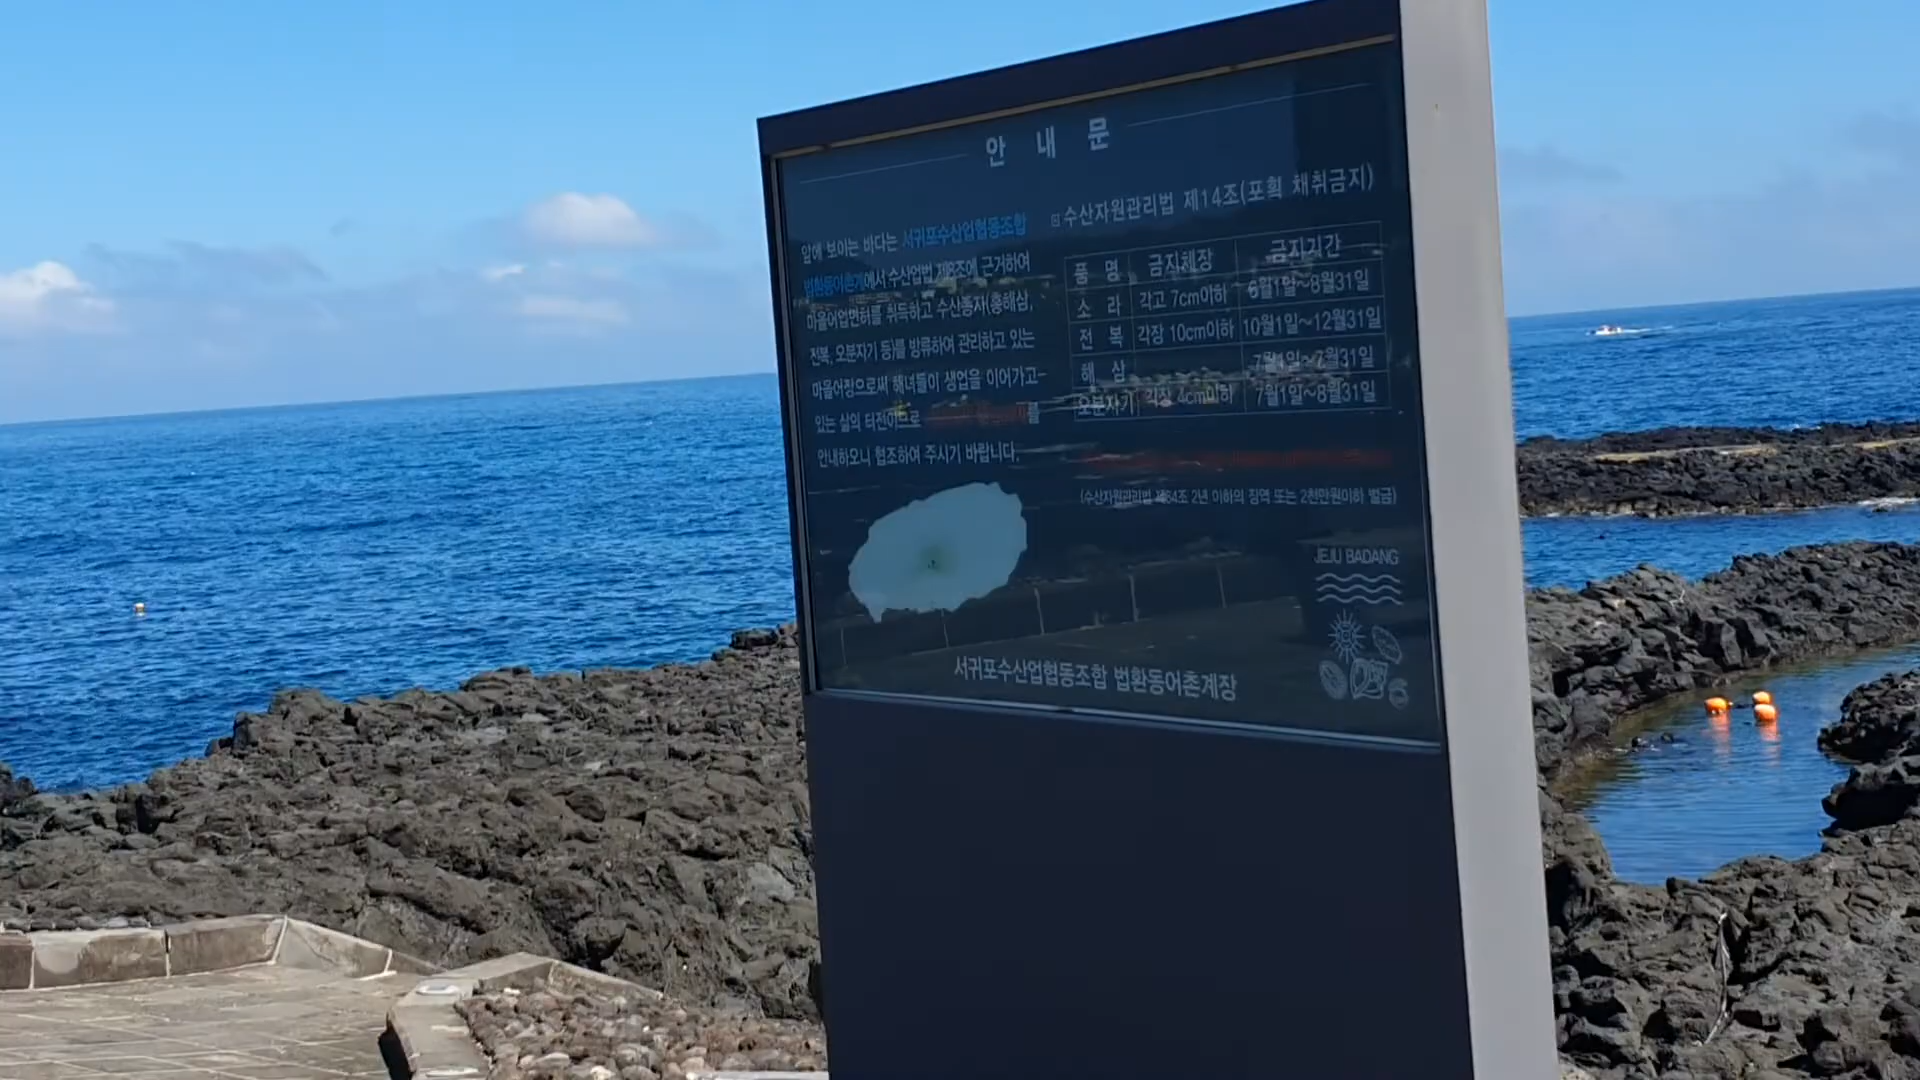 안 내 문
앞에 보이는 바다는 서귀포수산업협동조합
법환동어촌계에서 수산업법 제8조에 근거하여
마을어업면허를 취득하고 수산종자(홍해삼,
전복, 오분자기 등)를 방류하여 관리하고 있는
마을어장으로써 해녀들이 생업을 이어가고
있는 삶의 터전이므로 를
안내하오니 협조하여 주시기 바랍니다.
수산자원관리법 제14조(포획 채취금지)
품 명 금지체장 금지기간
소 라 각고 7cm이하 6월1일~8월31일
전 복 각장 10cm이하 10월1일~12월31일
해 삼 7월1일~7월31일
오분자기 각장 4cm이하 7월1일~8월31일
(수산자원관리법 제64조 2년 이하의 징역 또는 2천만원이하 벌금)
JEJU BADANG
서귀포수산업협동조합 법환동어촌계장